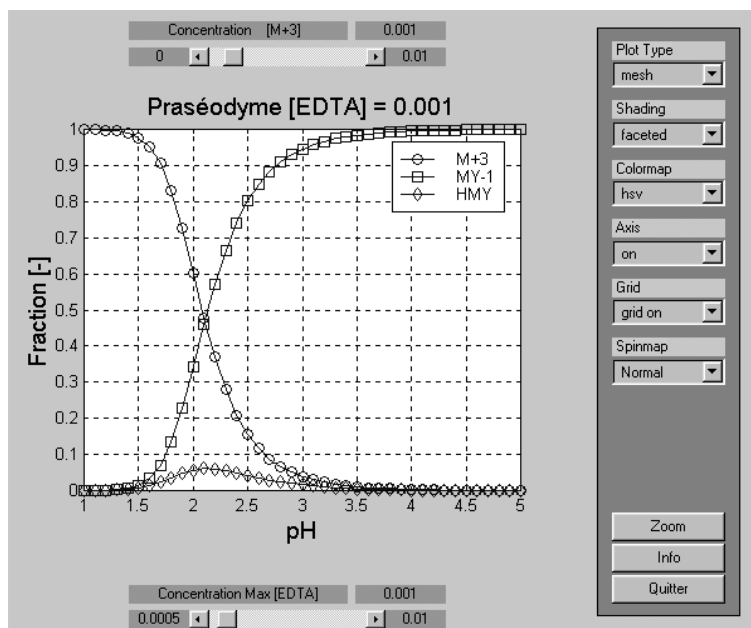 Concentration [M+3] 0.001
0 0.01
Praséodyme [EDTA] = 0.001
1
0.9
0.8
0.7
0.6
0.5
0.4
0.3
0.2
0.1
0
Fraction [-]
M+3
MY-1
HMY
1 1.5 2 2.5 3 3.5 4 4.5 5
pH
Concentration Max [EDTA] 0.001
0.0005 0.01
Plot Type
mesh
Shading
faceted
Colormap
hsv
Axis
on
Grid
grid on
Spinmap
Normal
Zoom
Info
Quitter